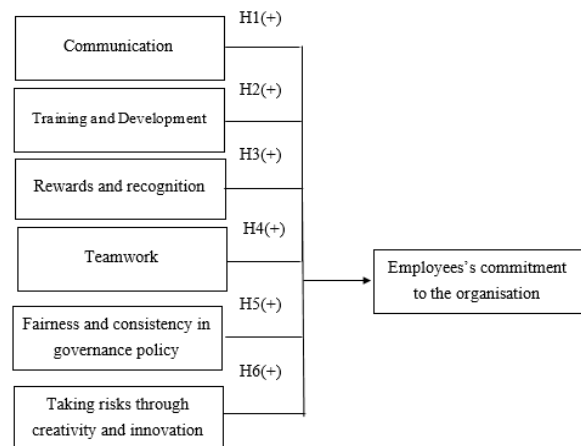 H1(+)
Communication
H2(+)
Training and Development
H3(+)
Rewards and recognition
H4(+)
Teamwork
Employees's commitment
to the organisation
H5(+)
Fairness and consistency in
governance policy
H6(+)
Taking risks through
creativity and innovation